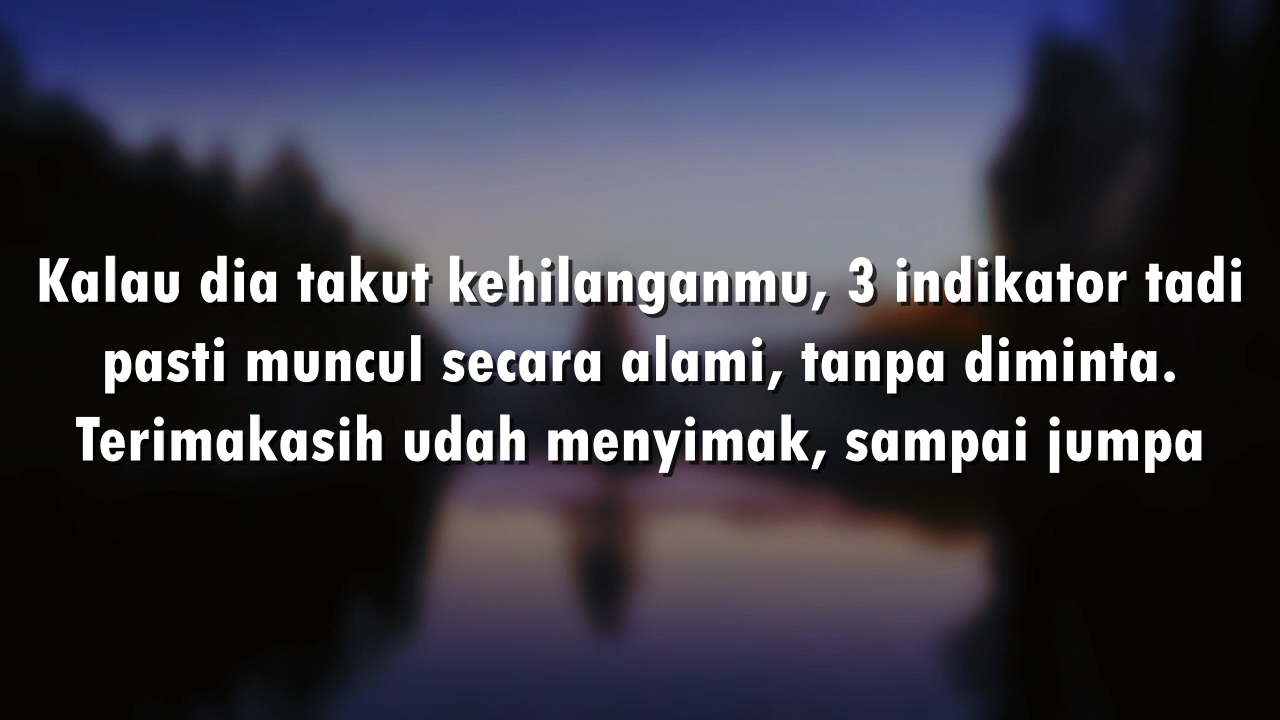 Kalau dia takut kehilanganmu, 3 indikator tadi
pasti muncul secara alami, tanpa diminta.
Terimakasih udah menyimak, sampai jumpa